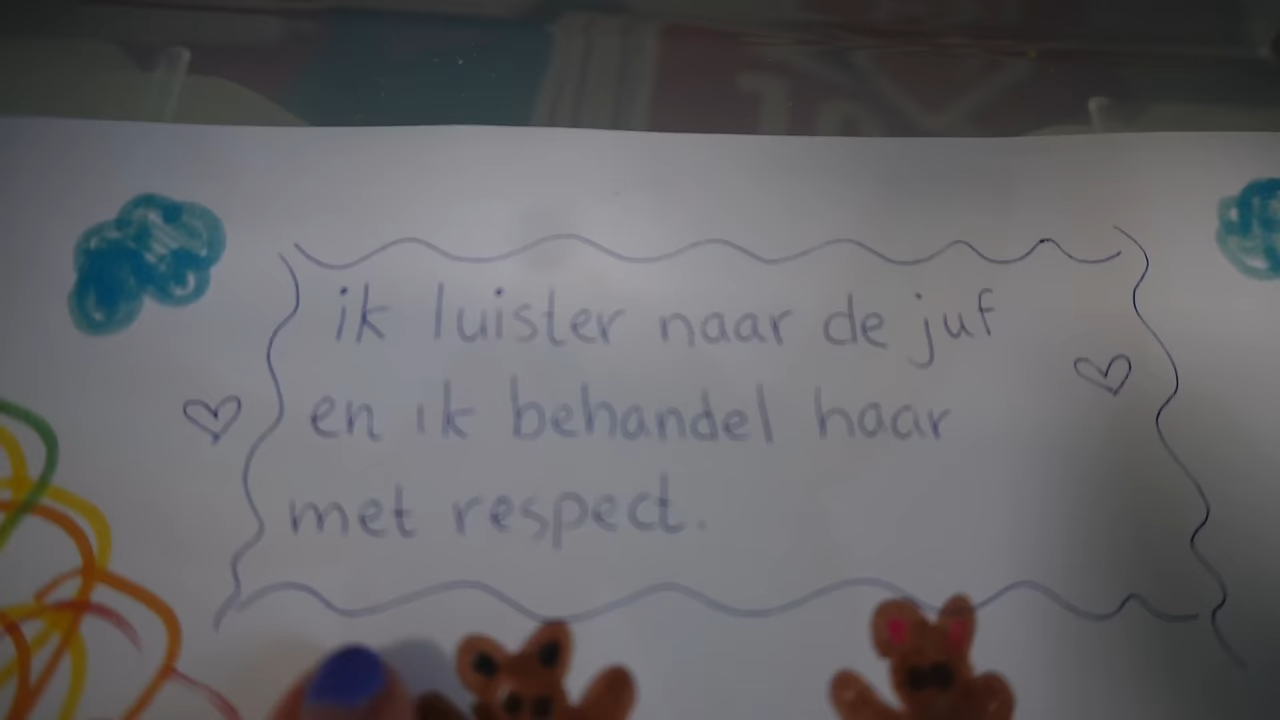 ik luister naar de juf
en ik behandel haar
met respect.